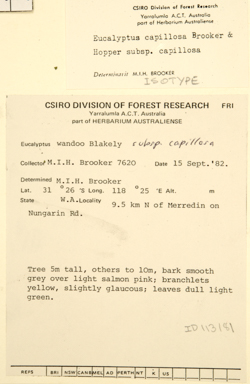 CSIRO Division of Forest Research
Yarralumla A.C.T. Australia
part of Herbarium Australiense
Eucalyptus capillosa Brooker &
Hopper subsp. capillosa
Determinavit M.I.H. BROOKER
ISOTYPE
CSIRO DIVISION OF FOREST RESEARCH FRI
Yarralumla A.C.T. Australia
part of HERBARIUM AUSTRALIENSE
Eucalyptus wandoo Blakely subsp. capillosa
Collector M.I.H. Brooker 7620 Date 15 Sept.'82.
Determined M.I.H. Brooker
Lat. 31 °26 'S Long. 118 °25 'E Alt. m
State W.A. Locality 9.5 km N of Merredin on
Nungarin Rd.
Tree 5m tall, others to 10m, bark smooth
grey over light salmon pink; branchlets
yellow, slightly glaucous; leaves dull light
green.
ID113191
REPS BRI NSW CAN MEL AD PERTH NT K US